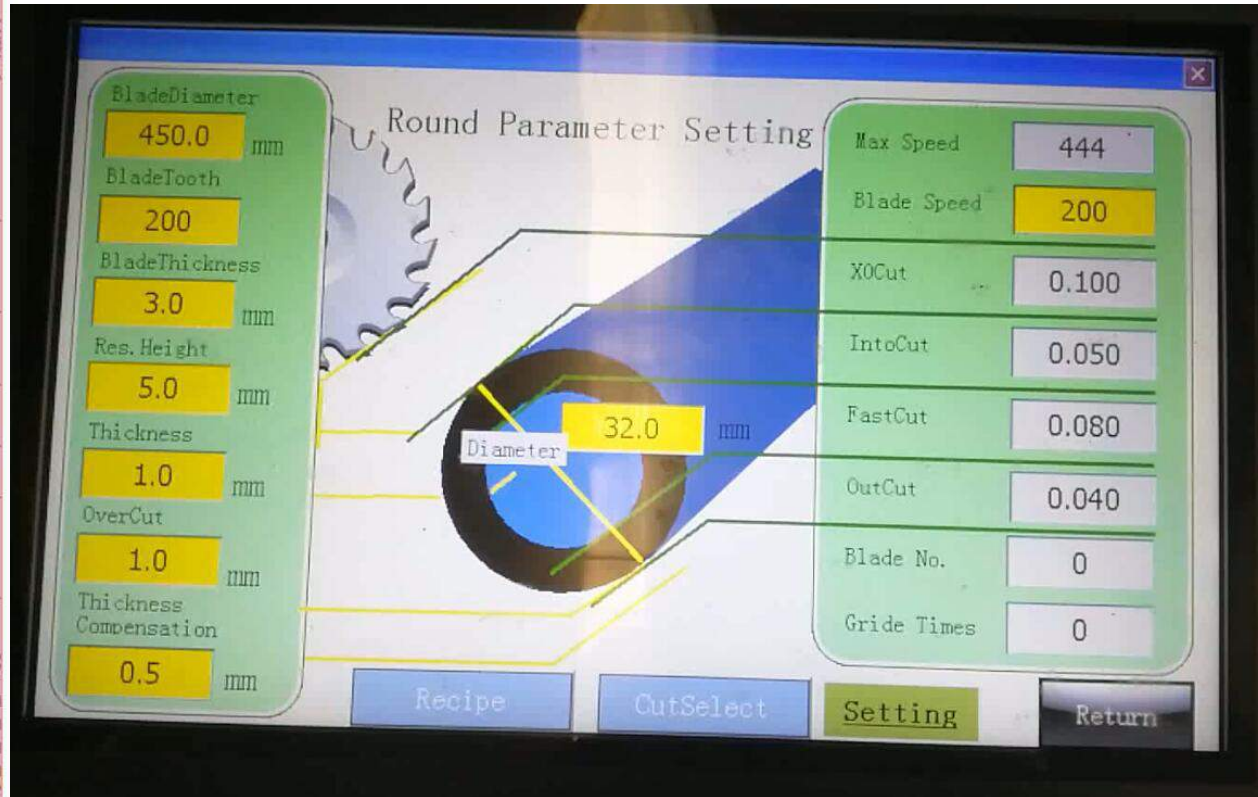 Round Parameter Setting
BladeDiameter
450.0 mm
BladeTooth
200
BladeThickness
3.0 mm
Res.Height
5.0 mm
Thickness
1.0 mm
OverCut
1.0 mm
Thickness
Compensation
0.5 mm
Diameter
32.0 mm
Max Speed 444
Blade Speed 200
XOCut 0.100
IntoCut 0.050
FastCut 0.080
OutCut 0.040
Blade No. 0
Gride Times 0
Recipe
CutSelect
Setting
Return